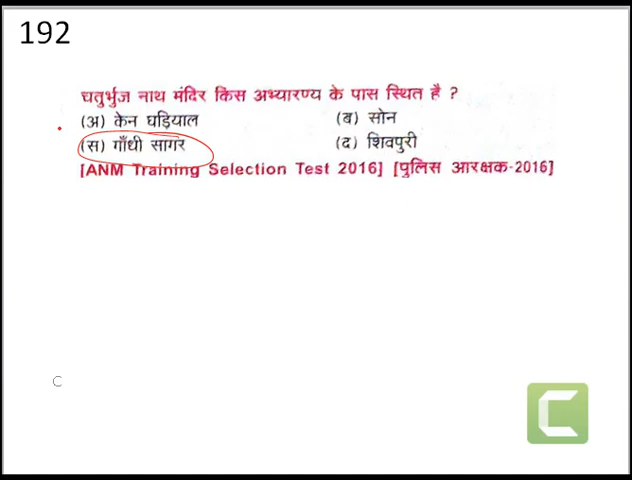 192
चतुर्भुज नाथ मंदिर किस अभ्यारण्य के पास स्थित है ?
(अ) केन घड़ियाल (ब) सोन
(स) गाँधी सागर (द) शिवपुरी
[ANM Training Selection Test 2016] [पुलिस आरक्षक-2016]
C
C